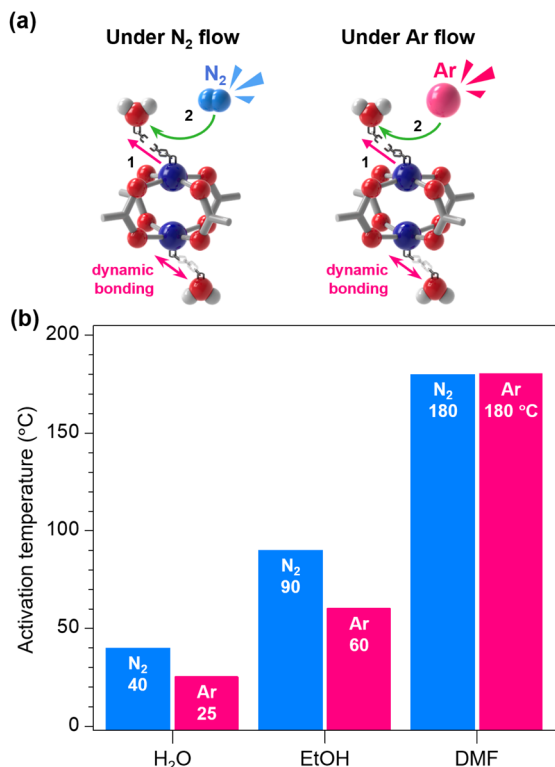 (a)
Under N₂ flow
Under Ar flow
N₂
2
1
dynamic
bonding
Ar
2
1
dynamic
bonding
(b)
Activation temperature (°C)
200
150
100
50
0
N₂
40
Ar
25
N₂
90
Ar
60
N₂
180
Ar
180 °C
H₂O
EtOH
DMF